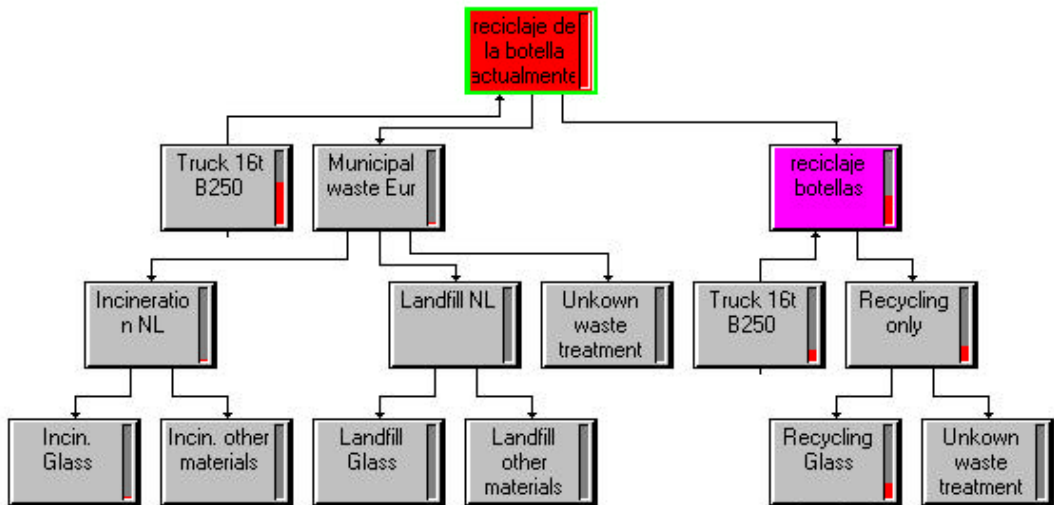 reciclaje de
la botella
actualmente
Truck 16t
B250
Municipal
waste Eur
reciclaje
botellas
Incineratio
n NL
Landfill NL
Unkown
waste
treatment
Truck 16t
B250
Recycling
only
Incin.
Glass
Incin. other
materials
Landfill
Glass
Landfill
other
materials
Recycling
Glass
Unkown
waste
treatment